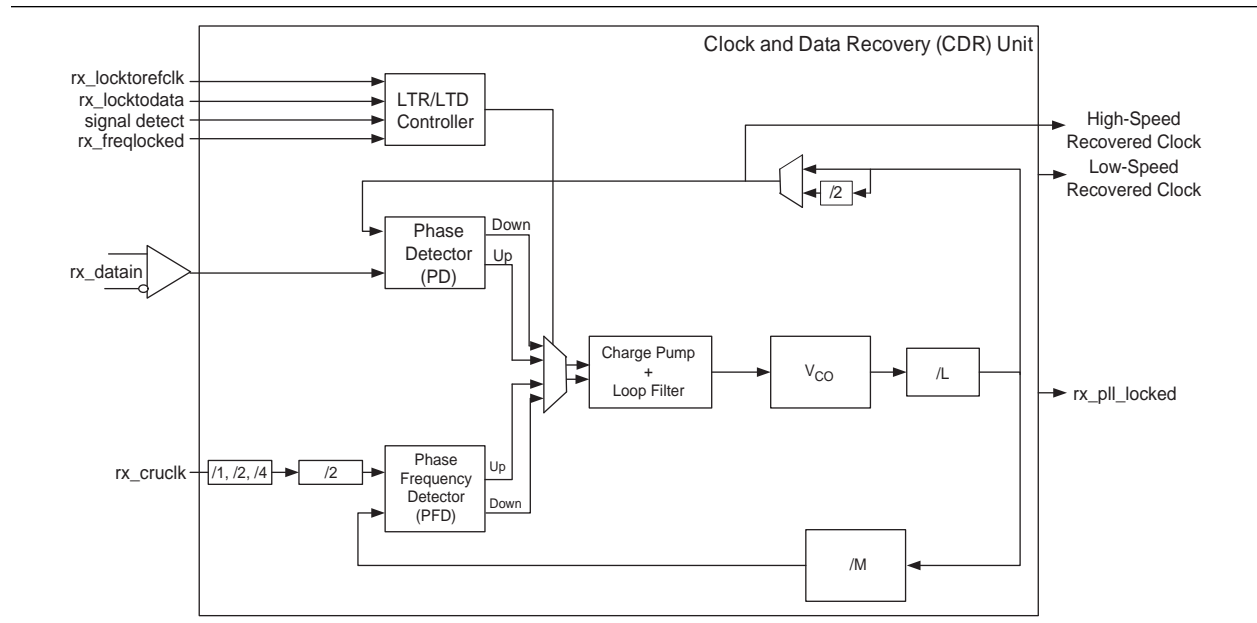 Clock and Data Recovery (CDR) Unit
rx_locktorefclk
rx_locktodata
signal detect
rx_freqlocked
LTR/LTD
Controller
High-Speed
Recovered Clock
Low-Speed
Recovered Clock
/2
Phase
Detector
(PD)
Down
Up
rx_datain
Charge Pump
+
Loop Filter
VCO
/L
rx_pll_locked
rx_cruclk
/1, /2, /4
/2
Phase
Frequency
Detector
(PFD)
Up
Down
/M